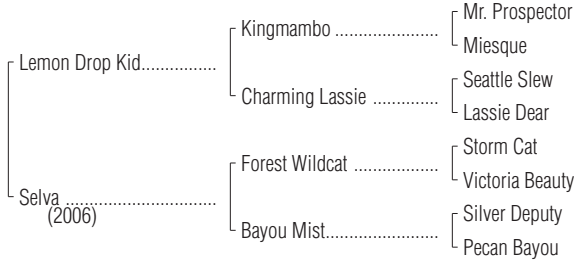 Mr. Prospector
Kingmambo ........................
Miesque
Lemon Drop Kid................
Seattle Slew
Charming Lassie ...............
Lassie Dear
Storm Cat
Forest Wildcat ...................
Victoria Beauty
Selva ................................
(2006)
Silver Deputy
Bayou Mist.........................
Pecan Bayou